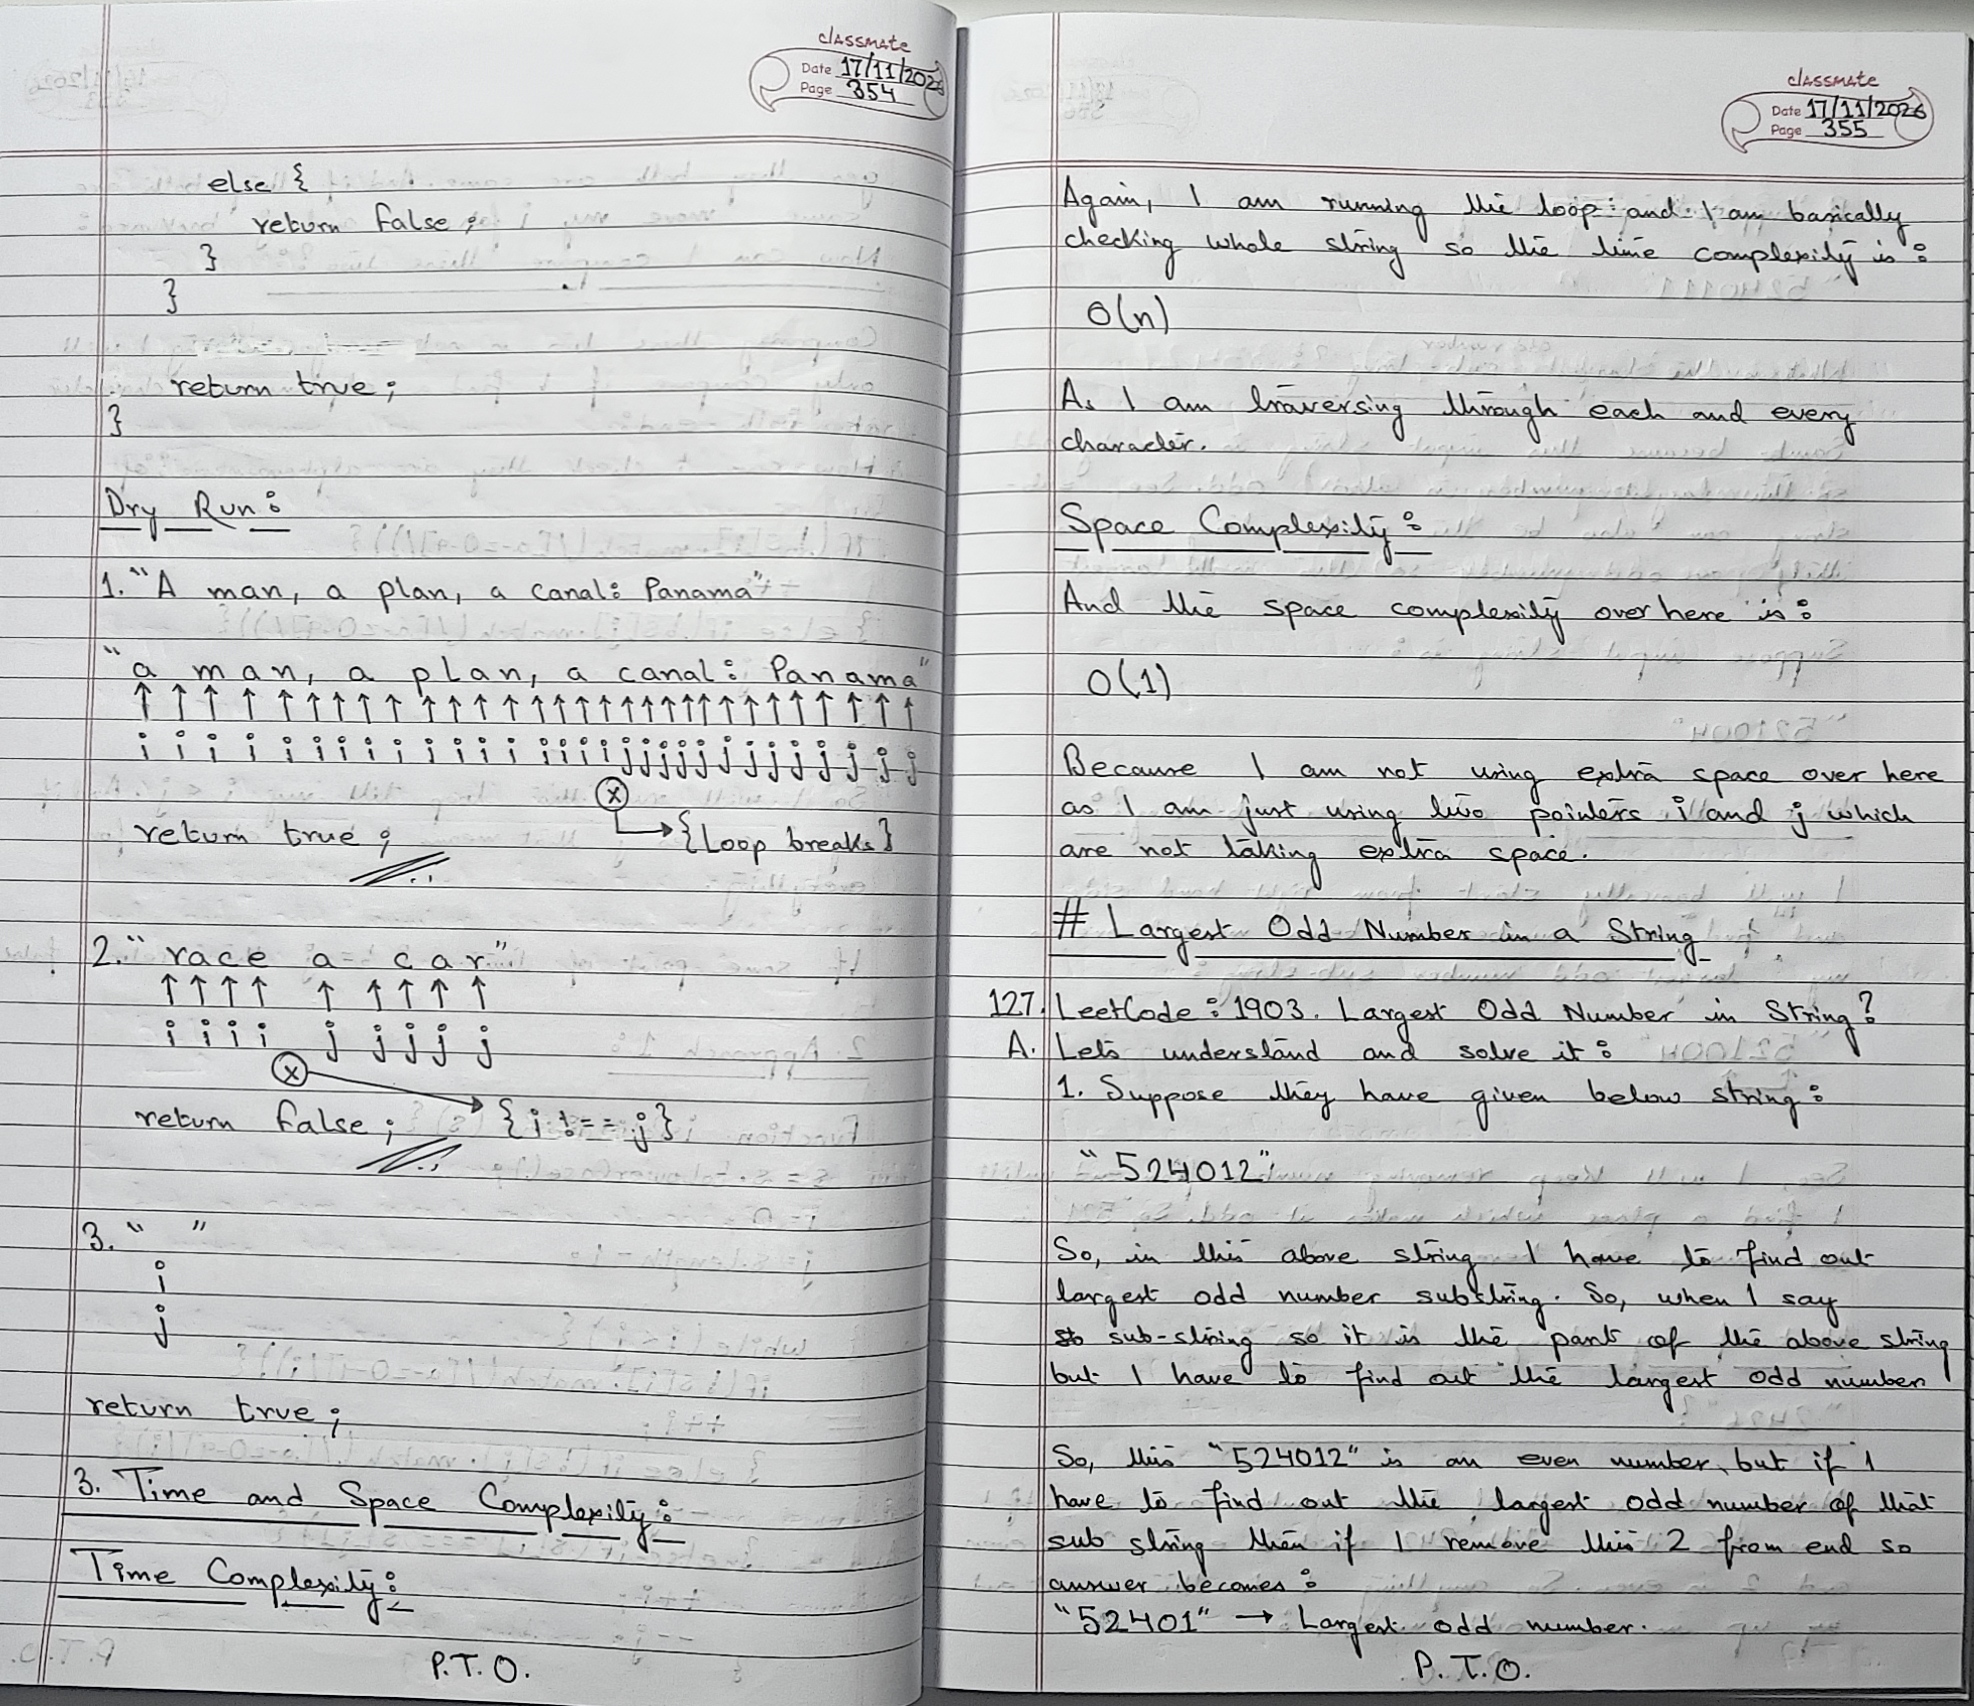 classmate
Date 17/11/2026
Page 354
else {
return false;
}
}
return true;
}
Dry Run:
1. "A man, a plan, a canal: Panama"
"a man, a plan, a canal: Panama"
↑ ↑ ↑ ↑ ↑ ↑ ↑ ↑ ↑ ↑ ↑ ↑ ↑ ↑ ↑ ↑ ↑ ↑ ↑ ↑ ↑ ↑ ↑ ↑ ↑ ↑ ↑ ↑ ↑ ↑
i i i i i i i i i i i i i i i i i j j j j j j j j j j j j j
x
return true; → {Loop breaks}
2. "race a car"
↑ ↑ ↑ ↑ ↑ ↑ ↑ ↑ ↑
i i i i j j j j j
x
return false; {i !== j}
3. " "
i
j
return true;
3. Time and Space Complexity:
Time Complexity:
P.T.O.
classmate
Date 17/11/2026
Page 355
Again, I am running the loop and I am basically
checking whole string so the time complexity is:
O(n)
As I am traversing through each and every
character.
Space Complexity:
And the space complexity over here is:
O(1)
Because I am not using extra space over here
as I am just using two pointers i and j which
are not taking extra space.
# Largest Odd Number in a String
127. LeetCode: 1903. Largest Odd Number in String?
A. Lets understand and solve it:
1. Suppose they have given below string:
"524012"
So, in this above string I have to find out
largest odd number substring. So, when I say
sub-string so it is the part of the above string
but I have to find out the largest odd number
So, this "524012" is an even number, but if I
have to find out the largest odd number of that
sub string then if I remove this 2 from end so
answer becomes:
"52401" → Largest odd number.
P.T.O.